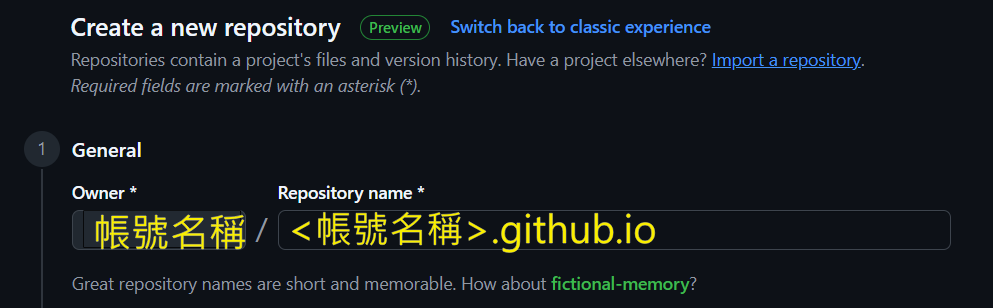 Create a new repository Preview Switch back to classic experience
Repositories contain a project's files and version history. Have a project elsewhere? Import a repository.
Required fields are marked with an asterisk (*).
1 General
Owner * Repository name *
帳號名稱 / <帳號名稱>.github.io
Great repository names are short and memorable. How about fictional-memory?